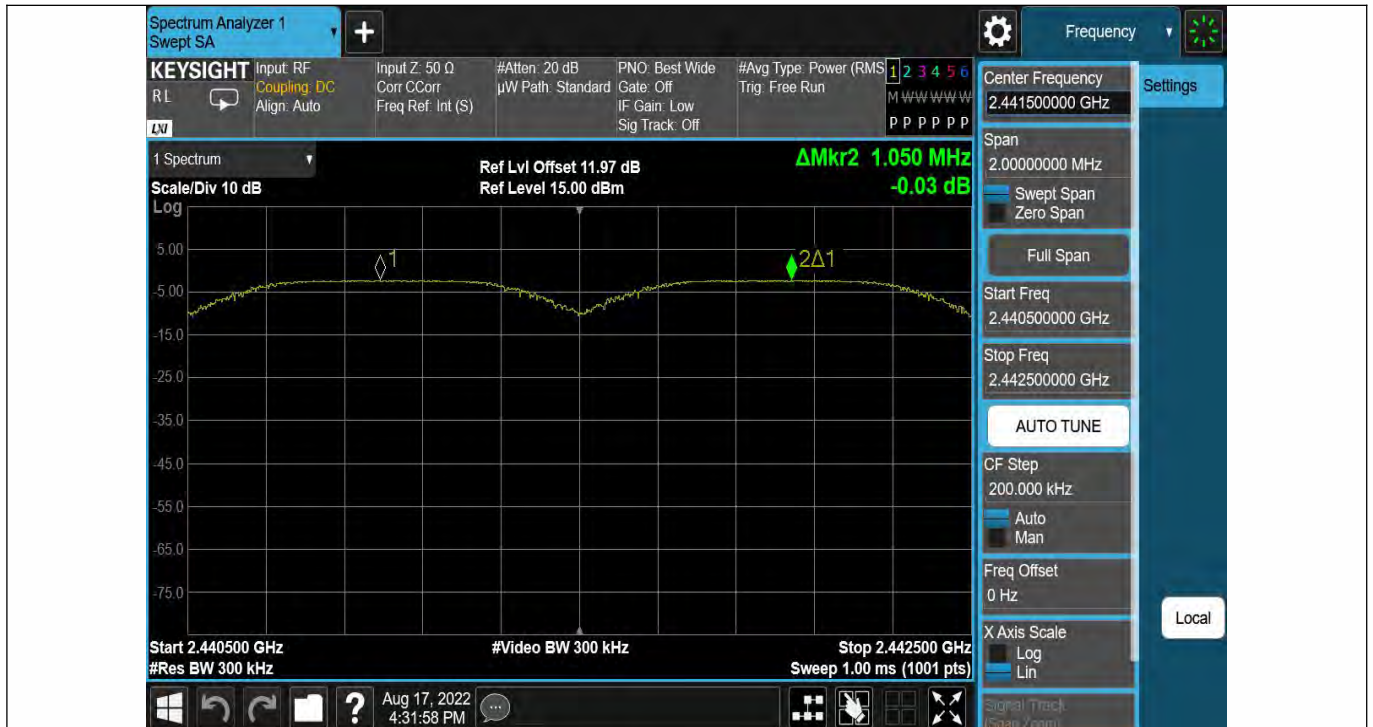 Spectrum Analyzer 1
Swept SA
Frequency
KEYSIGHT
R L
LXI
Input: RF
Coupling: DC
Align: Auto
Input Z: 50 Ω
Corr CCorr
Freq Ref: Int (S)
#Atten: 20 dB
µW Path: Standard
PNO: Best Wide
Gate: Off
IF Gain: Low
Sig Track: Off
#Avg Type: Power (RMS
Trig: Free Run
1 2 3 4 5 6
M W W W W W
P P P P P P
1 Spectrum
Scale/Div 10 dB
Ref Lvl Offset 11.97 dB
Ref Level 15.00 dBm
ΔMkr2 1.050 MHz
-0.03 dB
Log
5.00
-5.00
-15.0
-25.0
-35.0
-45.0
-55.0
-65.0
-75.0
1
2Δ1
Start 2.440500 GHz
#Res BW 300 kHz
#Video BW 300 kHz
Stop 2.442500 GHz
Sweep 1.00 ms (1001 pts)
Center Frequency
2.441500000 GHz
Settings
Span
2.00000000 MHz
Swept Span
Zero Span
Full Span
Start Freq
2.440500000 GHz
Stop Freq
2.442500000 GHz
AUTO TUNE
CF Step
200.000 kHz
Auto
Man
Freq Offset
0 Hz
X Axis Scale
Log
Lin
Local
Signal Track
(Span Zoom)
?
Aug 17, 2022
4:31:58 PM